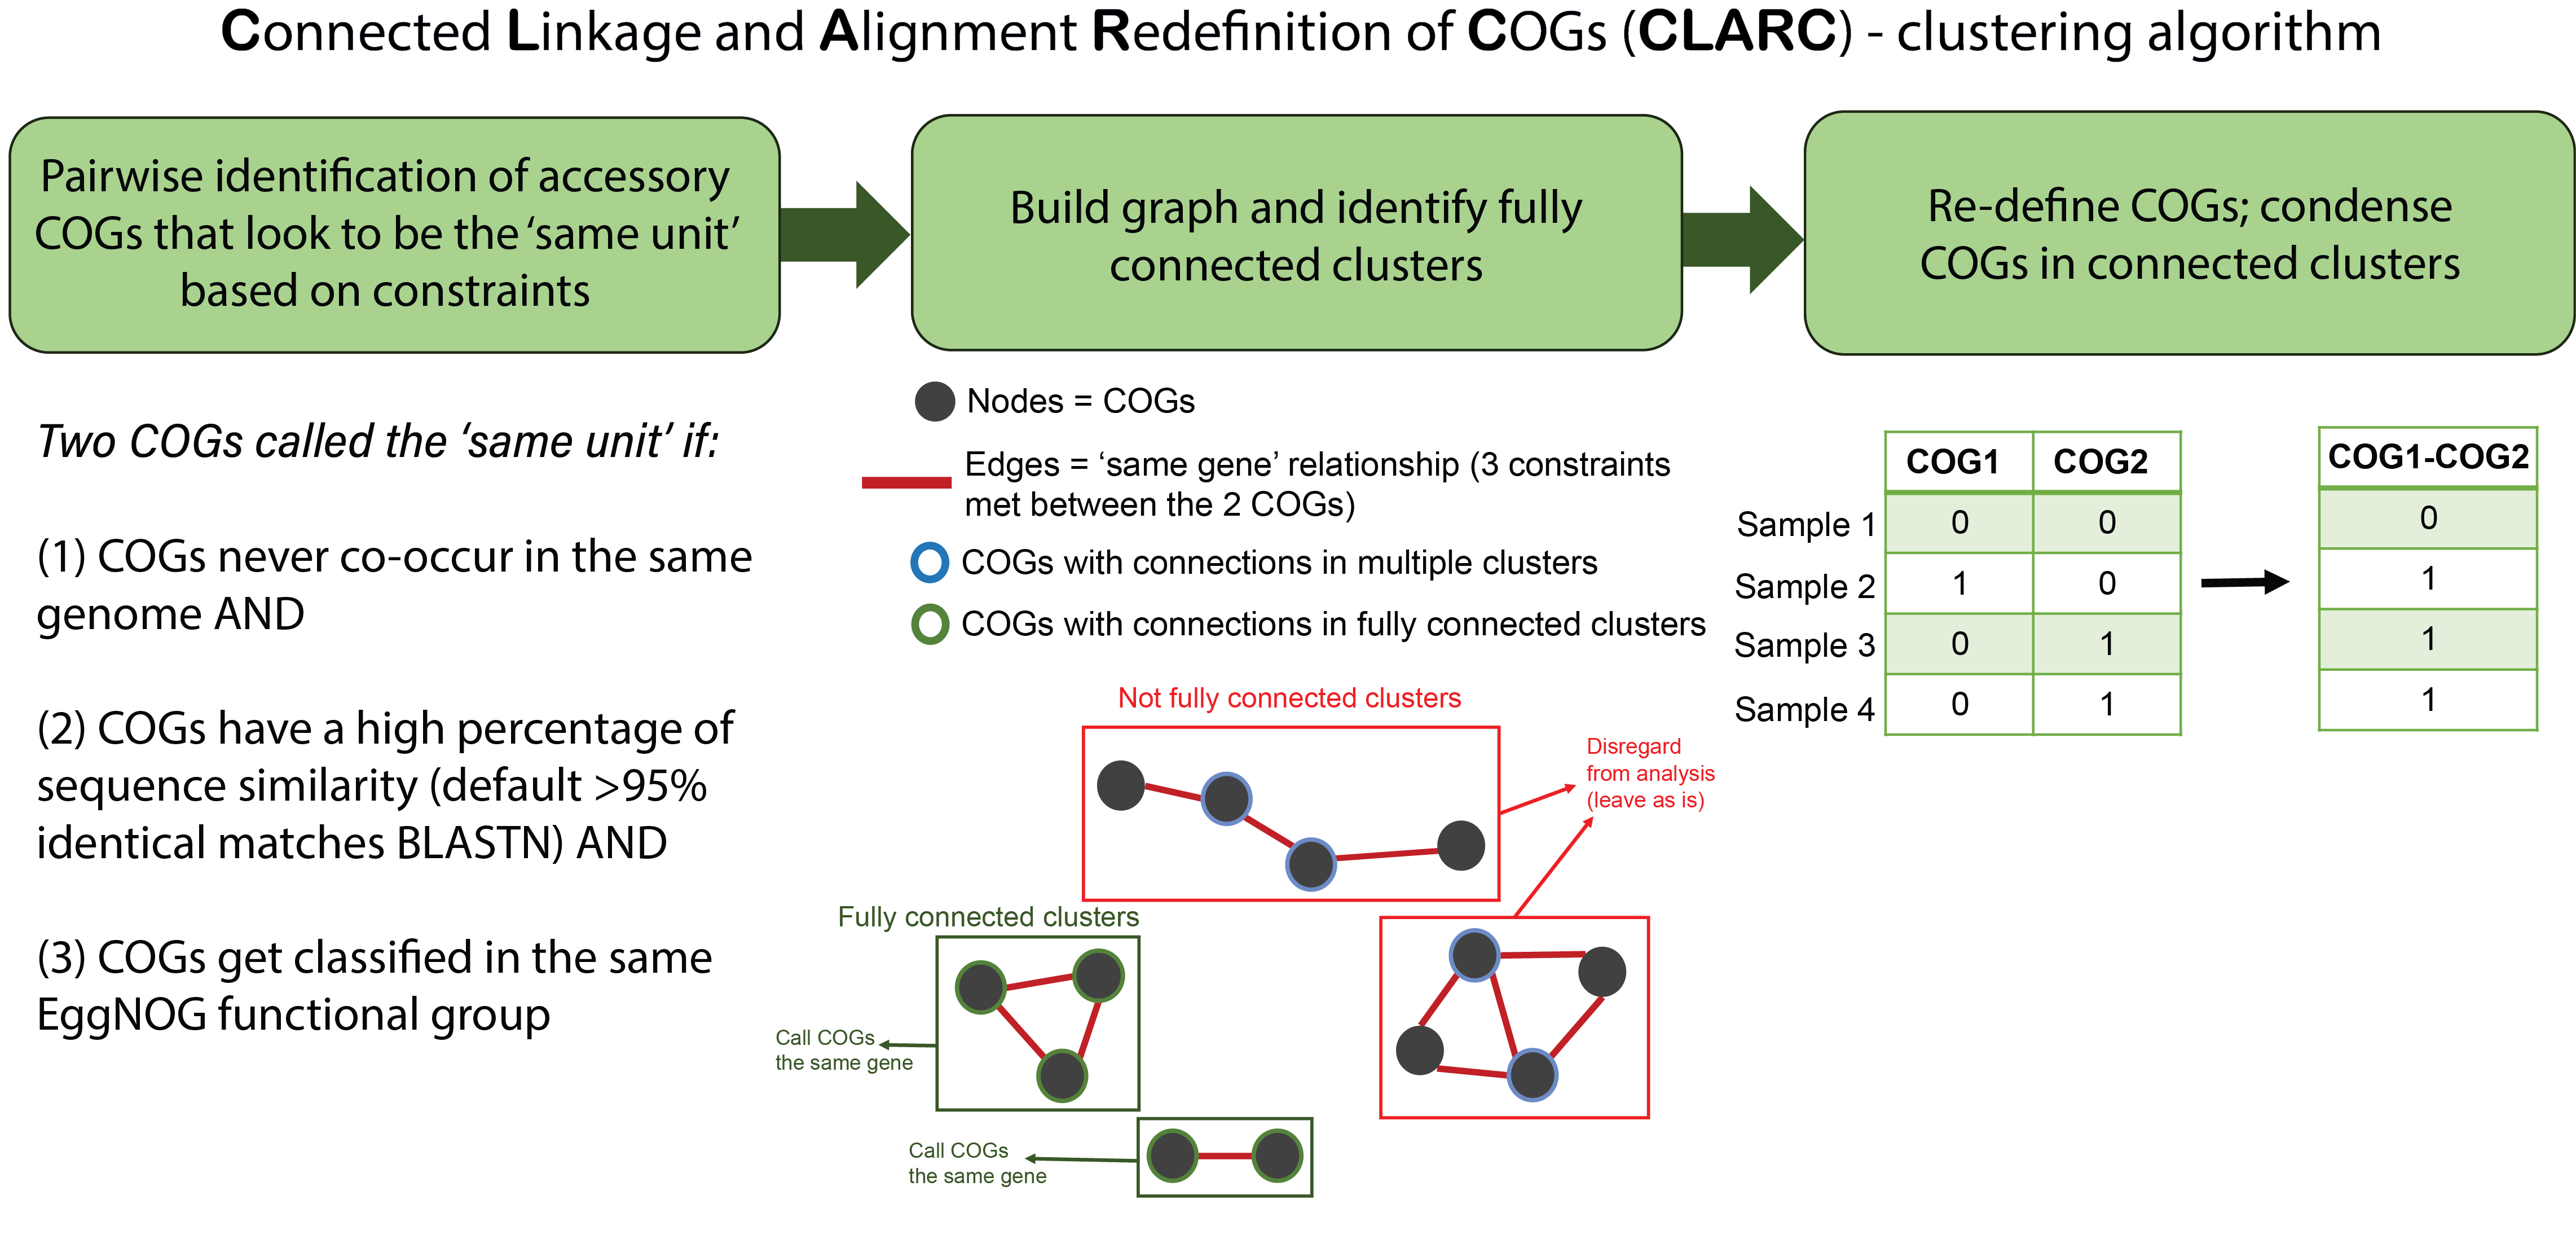 Connected Linkage and Alignment Redefinition of COGs (CLARC) - clustering algorithm
Pairwise identification of accessory
COGs that look to be the ‘same unit’
based on constraints
Build graph and identify fully
connected clusters
Re-define COGs; condense
COGs in connected clusters
Two COGs called the ‘same unit’ if:
(1) COGs never co-occur in the same
genome AND
(2) COGs have a high percentage of
sequence similarity (default >95%
identical matches BLASTN) AND
(3) COGs get classified in the same
EggNOG functional group
Nodes = COGs
Edges = ‘same gene’ relationship (3 constraints
met between the 2 COGs)
COGs with connections in multiple clusters
COGs with connections in fully connected clusters
Not fully connected clusters
Disregard
from analysis
(leave as is)
Fully connected clusters
Call COGs
the same gene
Call COGs
the same gene
COG1 COG2 COG1-COG2
Sample 1 0 0 0
Sample 2 1 0 1
Sample 3 0 1 1
Sample 4 0 1 1